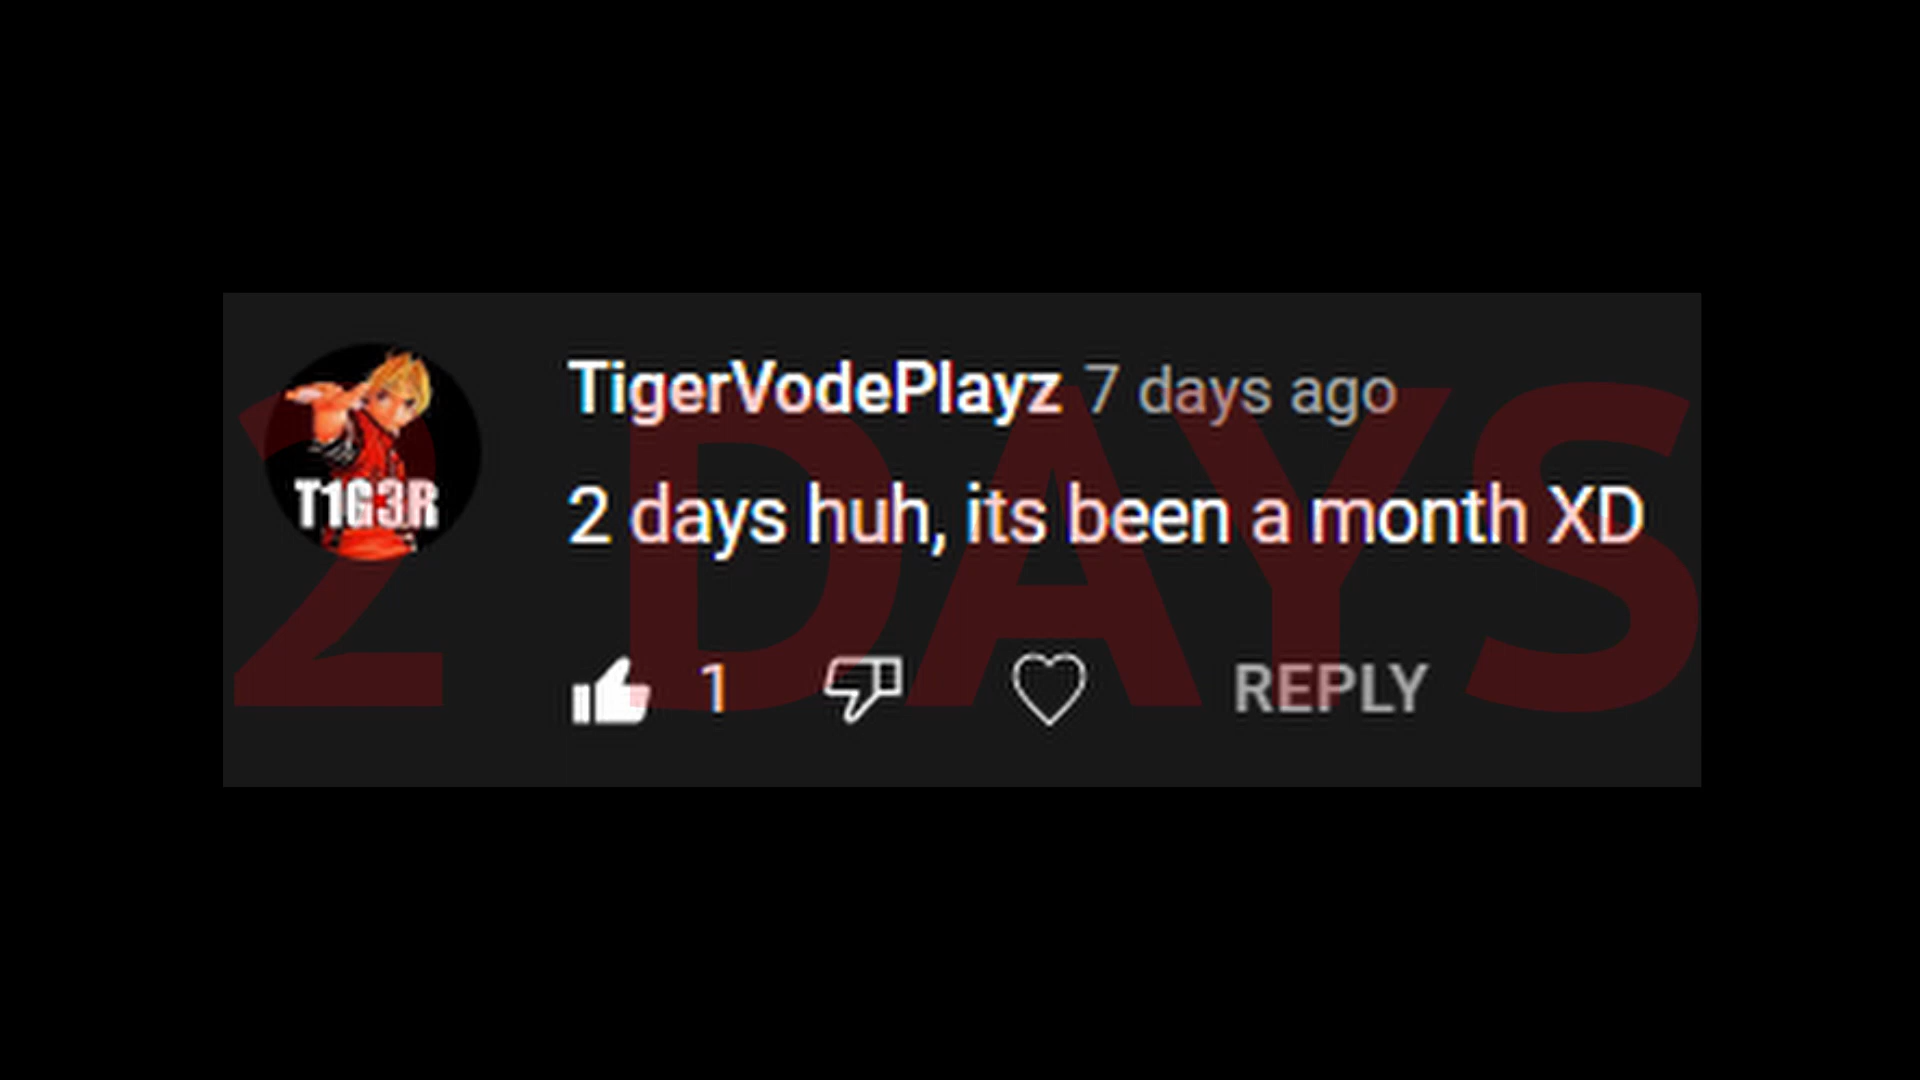 TigerVodePlayz 7 days ago
T1G3R
2 days huh, its been a month XD
2 DAYS
1 REPLY